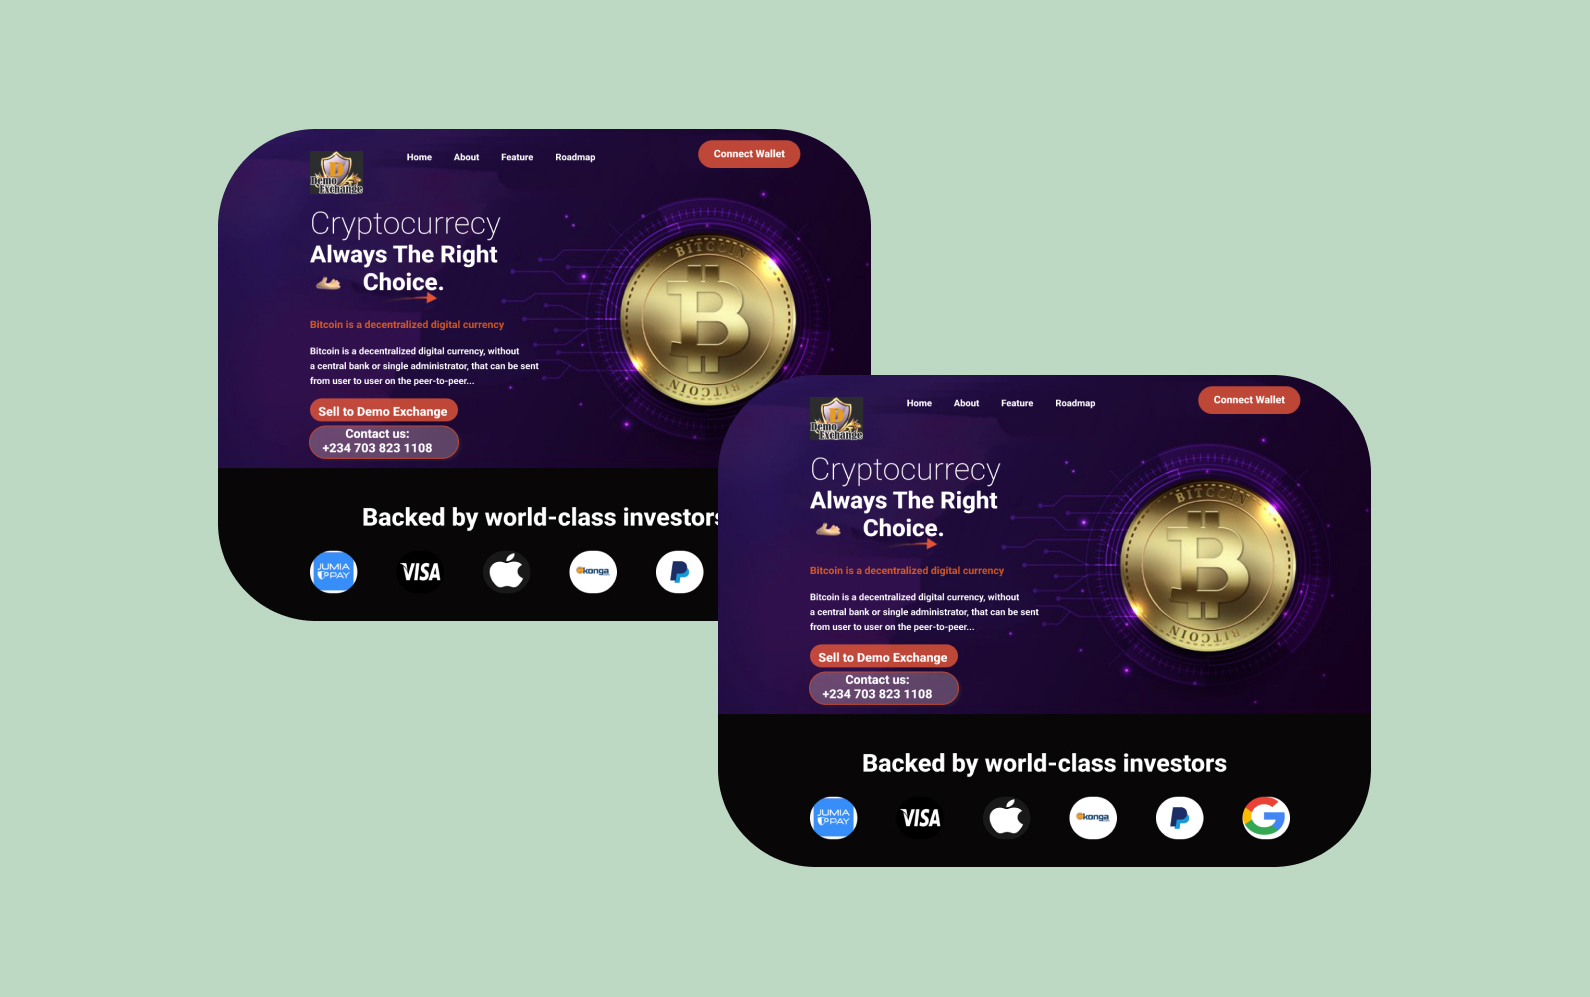 Home About Feature Roadmap Connect Wallet
Demo
Exchange
Cryptocurrecy
Always The Right
Choice.
Bitcoin is a decentralized digital currency
Bitcoin is a decentralized digital currency, without
a central bank or single administrator, that can be sent
from user to user on the peer-to-peer...
Sell to Demo Exchange
Contact us:
+234 703 823 1108
BITCOIN
B
BITCOIN
Backed by world-class investors
JUMIA
PAY
VISA
konga
Home About Feature Roadmap Connect Wallet
Demo
Exchange
Cryptocurrecy
Always The Right
Choice.
Bitcoin is a decentralized digital currency
Bitcoin is a decentralized digital currency, without
a central bank or single administrator, that can be sent
from user to user on the peer-to-peer...
Sell to Demo Exchange
Contact us:
+234 703 823 1108
BITCOIN
B
BITCOIN
Backed by world-class investors
JUMIA
PAY
VISA
konga